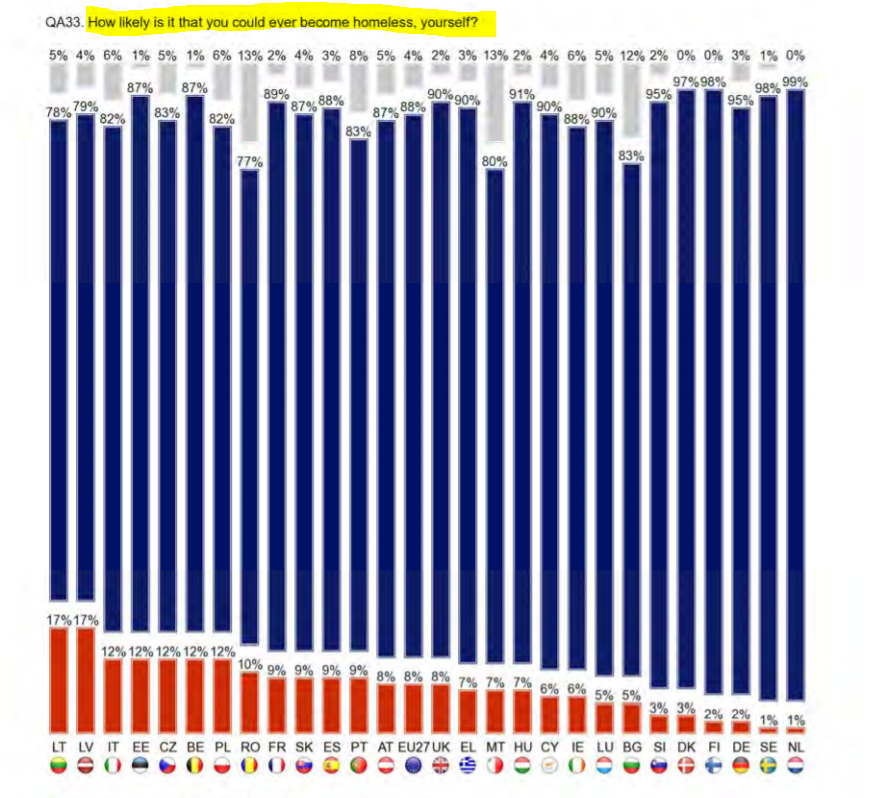 QA33. How likely is it that you could ever become homeless, yourself?
5% 4% 6% 1% 5% 1% 6% 13% 2% 4% 3% 8% 5% 4% 2% 3% 13% 2% 4% 6% 5% 12% 2% 0% 0% 3% 1% 0%
78% 79% 82% 87% 83% 87% 82% 77% 89% 87% 88% 83% 87% 88% 90% 90% 80% 91% 90% 88% 90% 83% 95% 97% 98% 95% 98% 99%
17% 17% 12% 12% 12% 12% 12% 10% 9% 9% 9% 9% 8% 8% 8% 7% 7% 7% 6% 6% 5% 5% 3% 3% 2% 2% 1% 1%
LT LV IT EE CZ BE PL RO FR SK ES PT AT EU27 UK EL MT HU CY IE LU BG SI DK FI DE SE NL